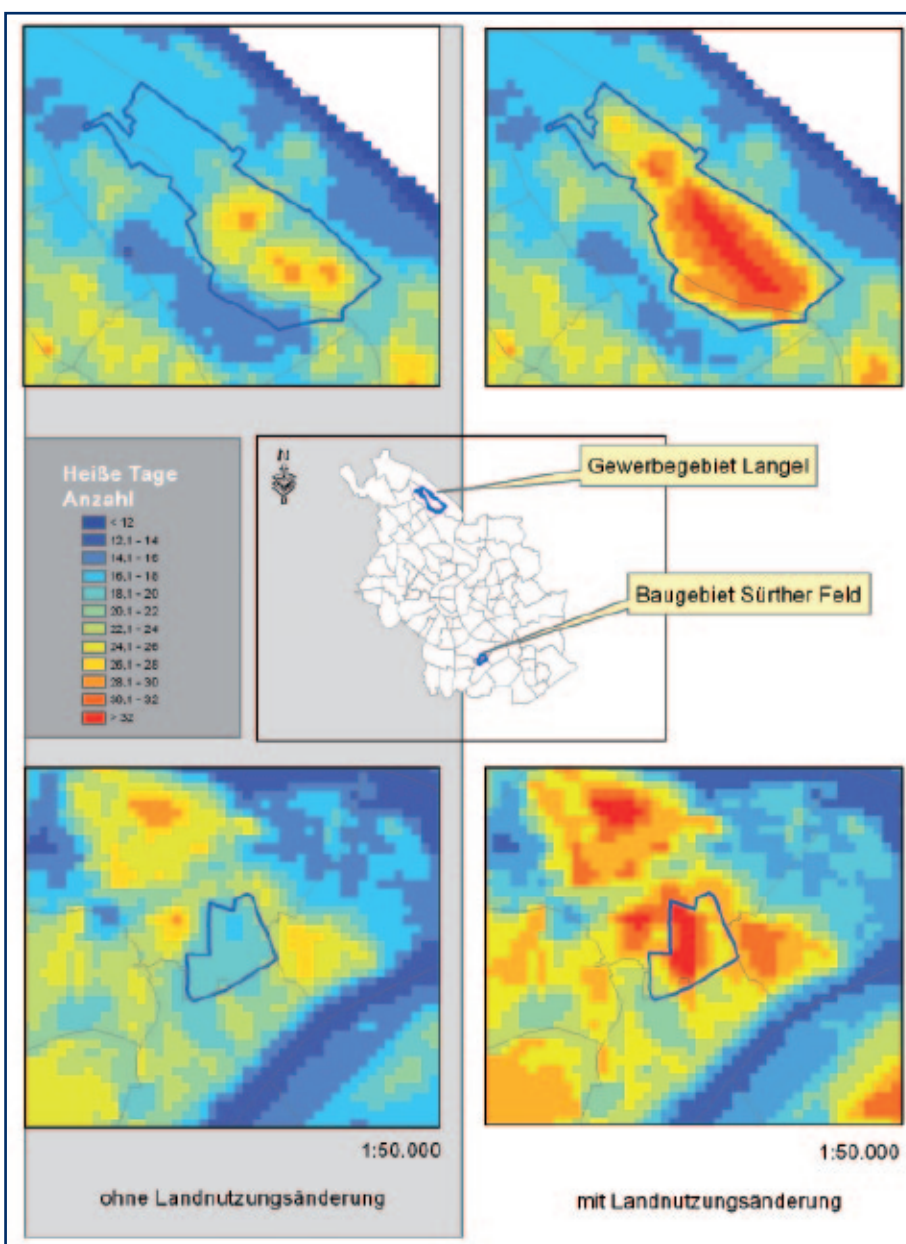 Heiße Tage
Anzahl
< 12
12,1 - 14
14,1 - 16
16,1 - 18
18,1 - 20
20,1 - 22
22,1 - 24
24,1 - 26
26,1 - 28
28,1 - 30
30,1 - 32
> 32
N
Gewerbegebiet Langel
Baugebiet Sürther Feld
1:50.000
1:50.000
ohne Landnutzungsänderung
mit Landnutzungsänderung